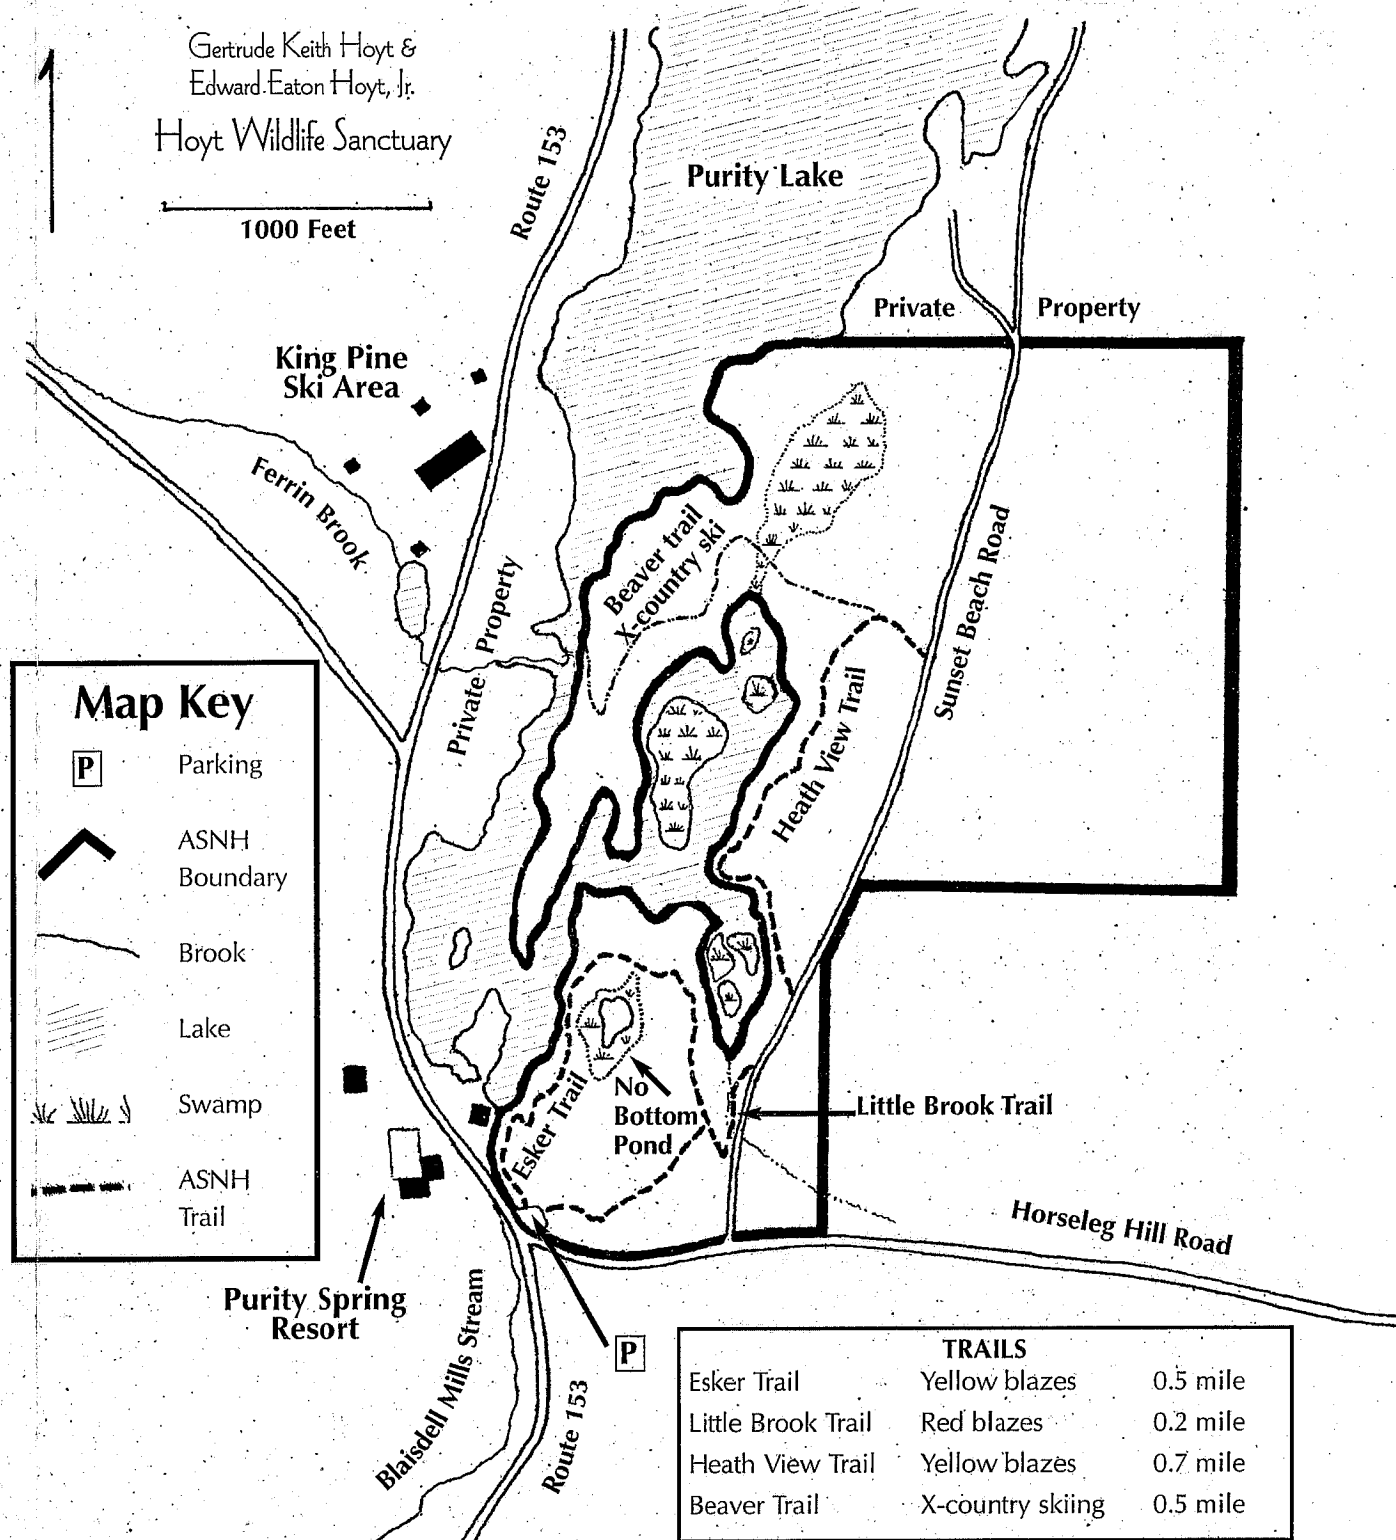 Gertrude Keith Hoyt &
Edward Eaton Hoyt, Jr.
Hoyt Wildlife Sanctuary
1000 Feet
Route 153
Purity Lake
Private Property
King Pine
Ski Area
Ferrin Brook
Private Property
Beaver trail
X-country ski
Sunset Beach Road
Heath View Trail
Map Key
P Parking
ASNH
Boundary
Brook
Lake
Swamp
ASNH
Trail
Esker Trail
No
Bottom
Pond
Little Brook Trail
Horseleg Hill Road
Purity Spring
Resort
Blaisdell Mills Stream
Route 153
P
TRAILS
Esker Trail Yellow blazes 0.5 mile
Little Brook Trail Red blazes 0.2 mile
Heath View Trail Yellow blazes 0.7 mile
Beaver Trail X-country skiing 0.5 mile